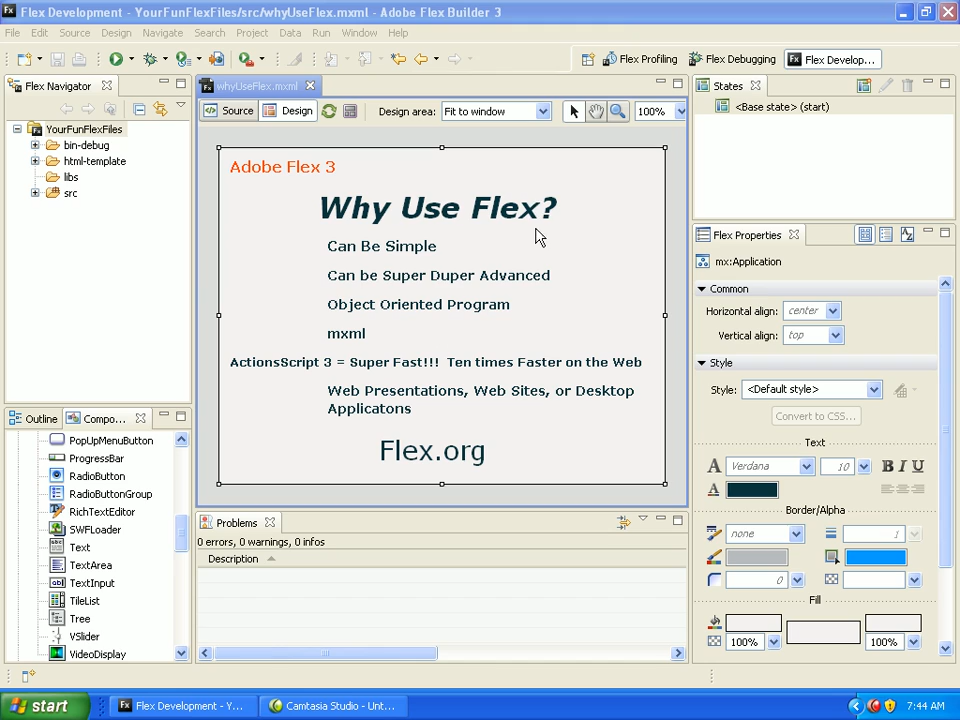 Flex Development - YourFunFlexFiles/src/whyUseFlex.mxml - Adobe Flex Builder 3
File Edit Source Design Navigate Search Project Data Run Window Help
Flex Profiling Flex Debugging Flex Develop...
Flex Navigator
YourFunFlexFiles
bin-debug
html-template
libs
src
whyUseFlex.mxml
Source Design Design area: Fit to window 100%
Adobe Flex 3
Why Use Flex?
Can Be Simple
Can be Super Duper Advanced
Object Oriented Program
mxml
ActionsScript 3 = Super Fast!!! Ten times Faster on the Web
Web Presentations, Web Sites, or Desktop
Applicatons
Flex.org
States
<Base state> (start)
Flex Properties
mx:Application
Common
Horizontal align: center
Vertical align: top
Style
Style: <Default style>
Convert to CSS...
Text
Verdana 10 B I U
Border/Alpha
none 1
0
Fill
100% 100%
Outline Compo...
PopUpMenuButton
ProgressBar
RadioButton
RadioButtonGroup
RichTextEditor
SWFLoader
Text
TextArea
TextInput
TileList
Tree
VSlider
VideoDisplay
Problems
0 errors, 0 warnings, 0 infos
Description
start Flex Development - Y... Camtasia Studio - Unt... 7:44 AM